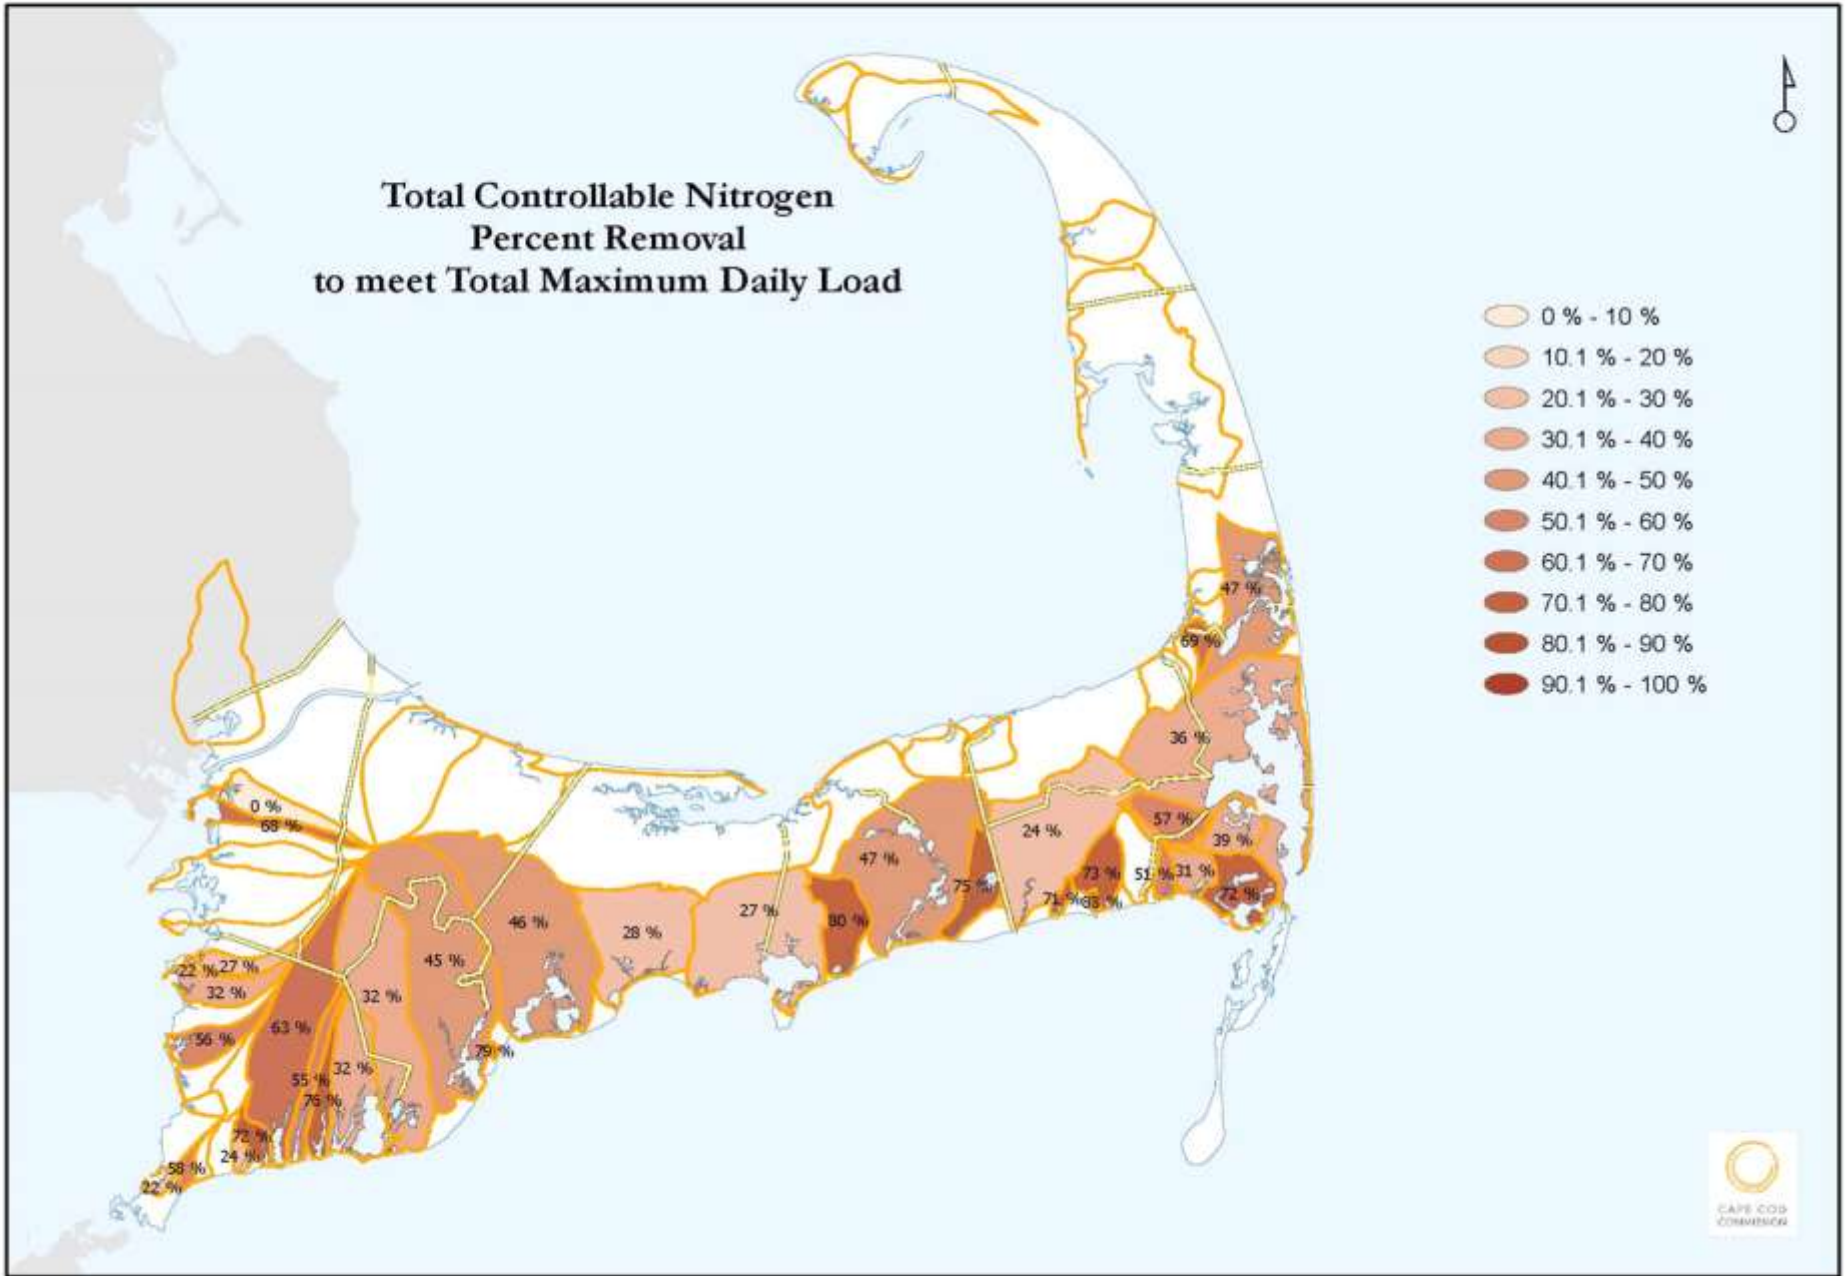 Total Controllable Nitrogen
Percent Removal
to meet Total Maximum Daily Load
0 % - 10 %
10.1 % - 20 %
20.1 % - 30 %
30.1 % - 40 %
40.1 % - 50 %
50.1 % - 60 %
60.1 % - 70 %
70.1 % - 80 %
80.1 % - 90 %
90.1 % - 100 %
47 %
69 %
36 %
0 %
68 %
57 %
24 %
39 %
47 %
73 %
51 %
31 %
75 %
72 %
71 %
27 %
80 %
46 %
28 %
45 %
22 %
27 %
32 %
32 %
63 %
56 %
79 %
32 %
55 %
76 %
72 %
24 %
58 %
22 %
CAPE COD
COMMISSION